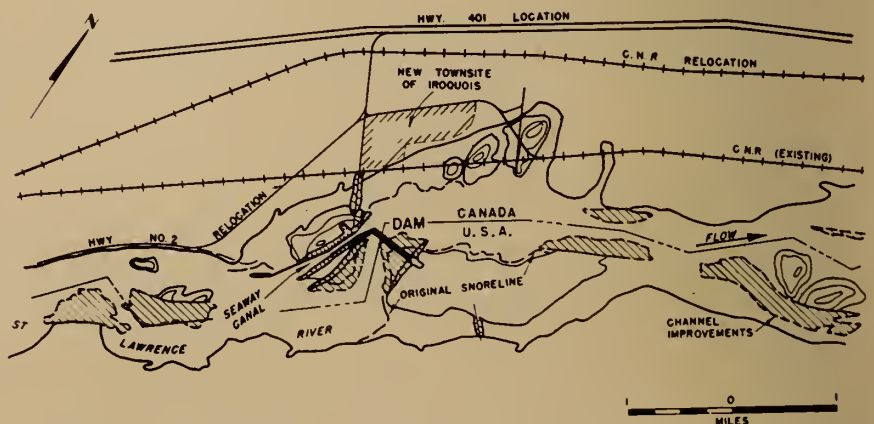 N
HWY. 401 LOCATION
C.N.R RELOCATION
NEW TOWNSITE
OF IROQUOIS
C.N.R (EXISTING)
RELOCATION
HWY NO. 2
DAM
CANADA
U.S.A.
FLOW
SEAWAY
CANAL
ORIGINAL SNORELINE
ST
LAWRENCE
RIVER
CHANNEL
IMPROVEMENTS
1 0 1
MILES